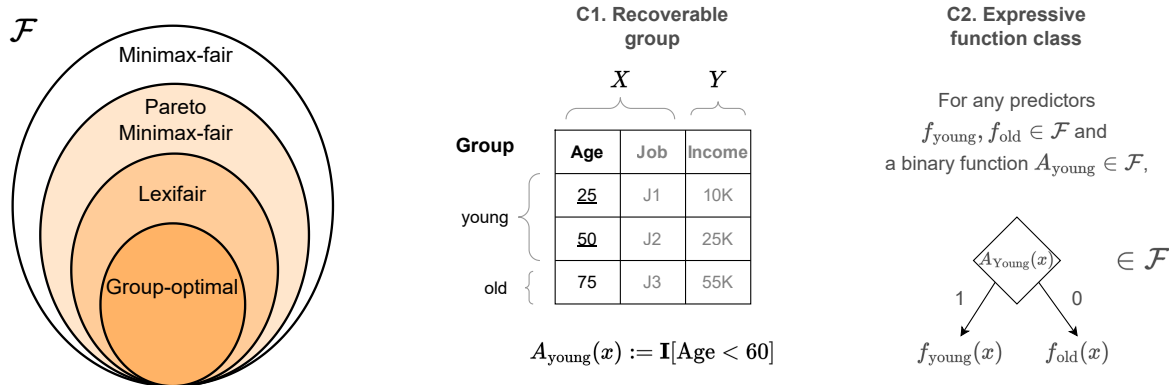 𝓕
Minimax-fair
Pareto
Minimax-fair
Lexifair
Group-optimal
C1. Recoverable
group
X Y
Group Age Job Income
young
25 J1 10K
50 J2 25K
old 75 J3 55K
A_young(x) := I[Age < 60]
C2. Expressive
function class
For any predictors
f_young, f_old ∈ 𝓕 and
a binary function A_young ∈ 𝓕,
A_Young(x) ∈ 𝓕
1 0
f_young(x) f_old(x)